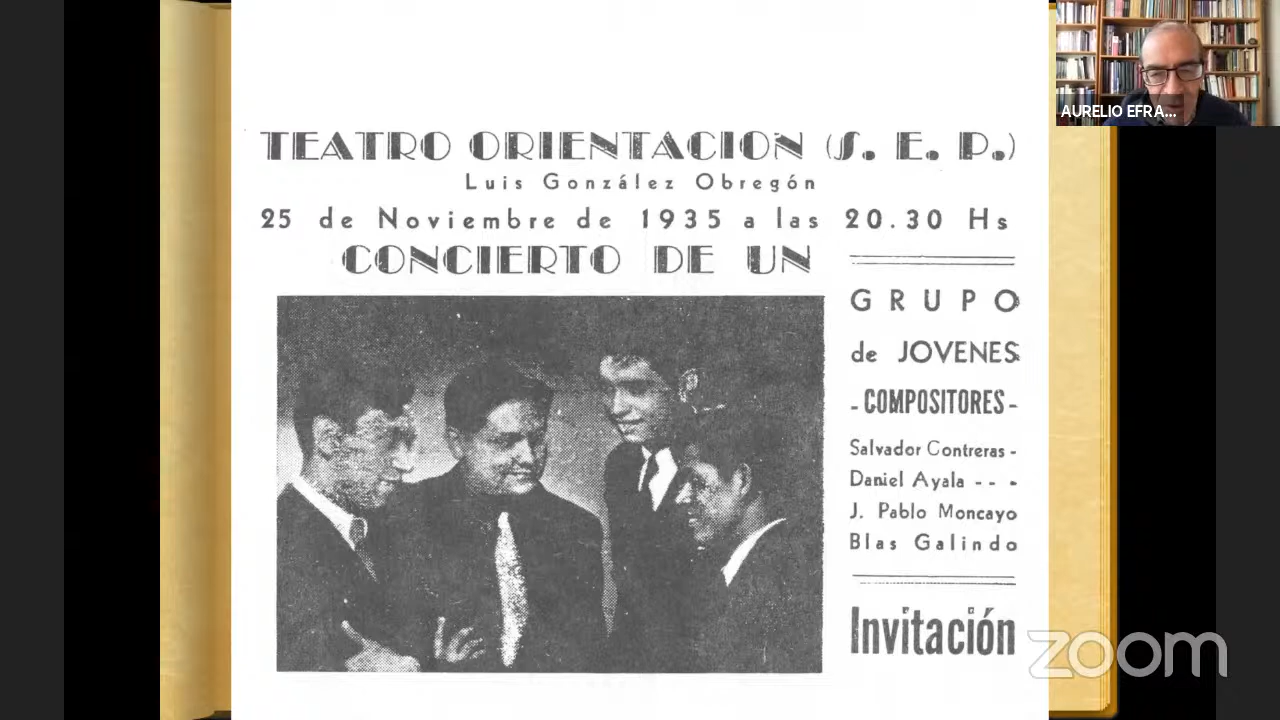 TEATRO ORIENTACION (S. E. P.)
Luis González Obregón
25 de Noviembre de 1935 a las 20.30 Hs
CONCIERTO DE UN
GRUPO
de JOVENES
- COMPOSITORES -
Salvador Contreras -
Daniel Ayala - - -
J. Pablo Moncayo
Blas Galindo
Invitación
AURELIO EFRA...
zoom